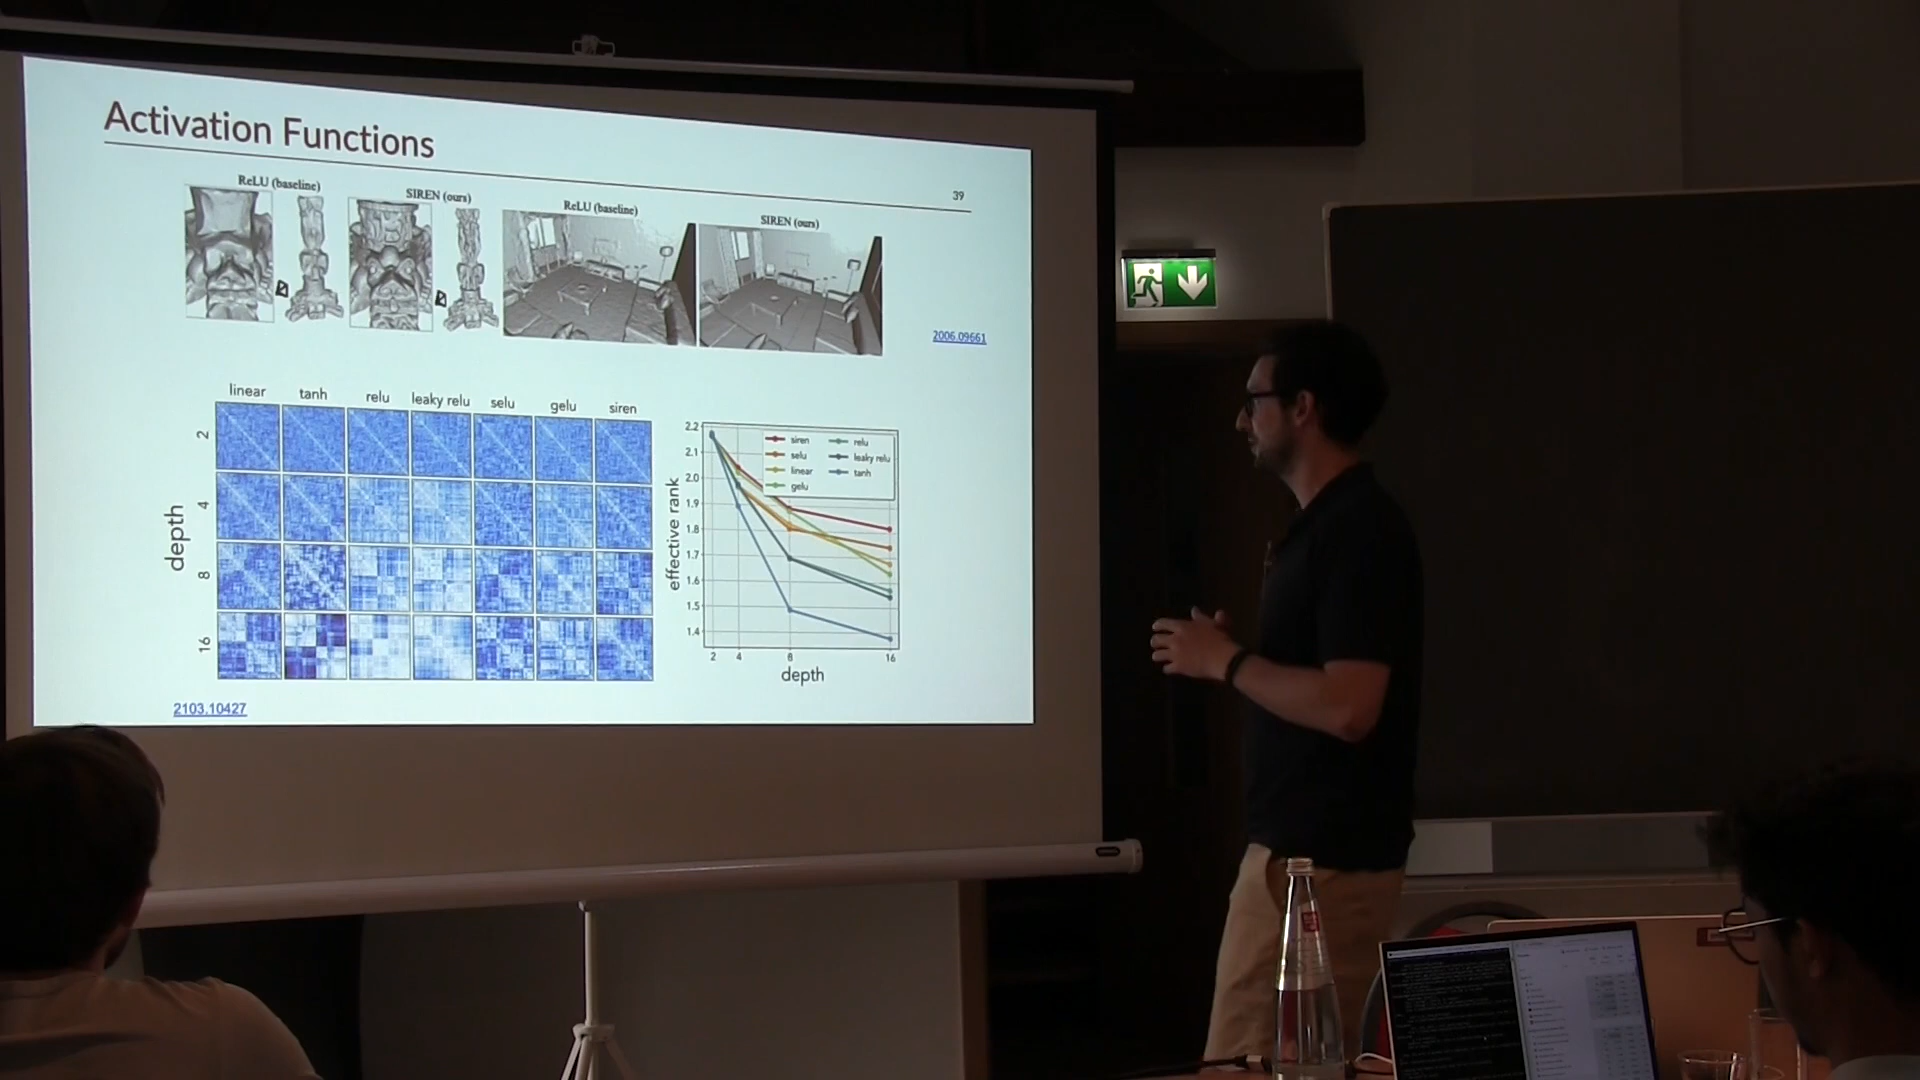 Activation Functions
39
ReLU (baseline)
SIREN (ours)
ReLU (baseline)
SIREN (ours)
2006.09661
linear tanh relu leaky relu selu gelu siren
depth
2
4
8
16
effective rank
2.2
2.1
2.0
1.9
1.8
1.7
1.6
1.5
1.4
siren
selu
linear
gelu
relu
leaky relu
tanh
2 4 8 16
depth
2103.10427